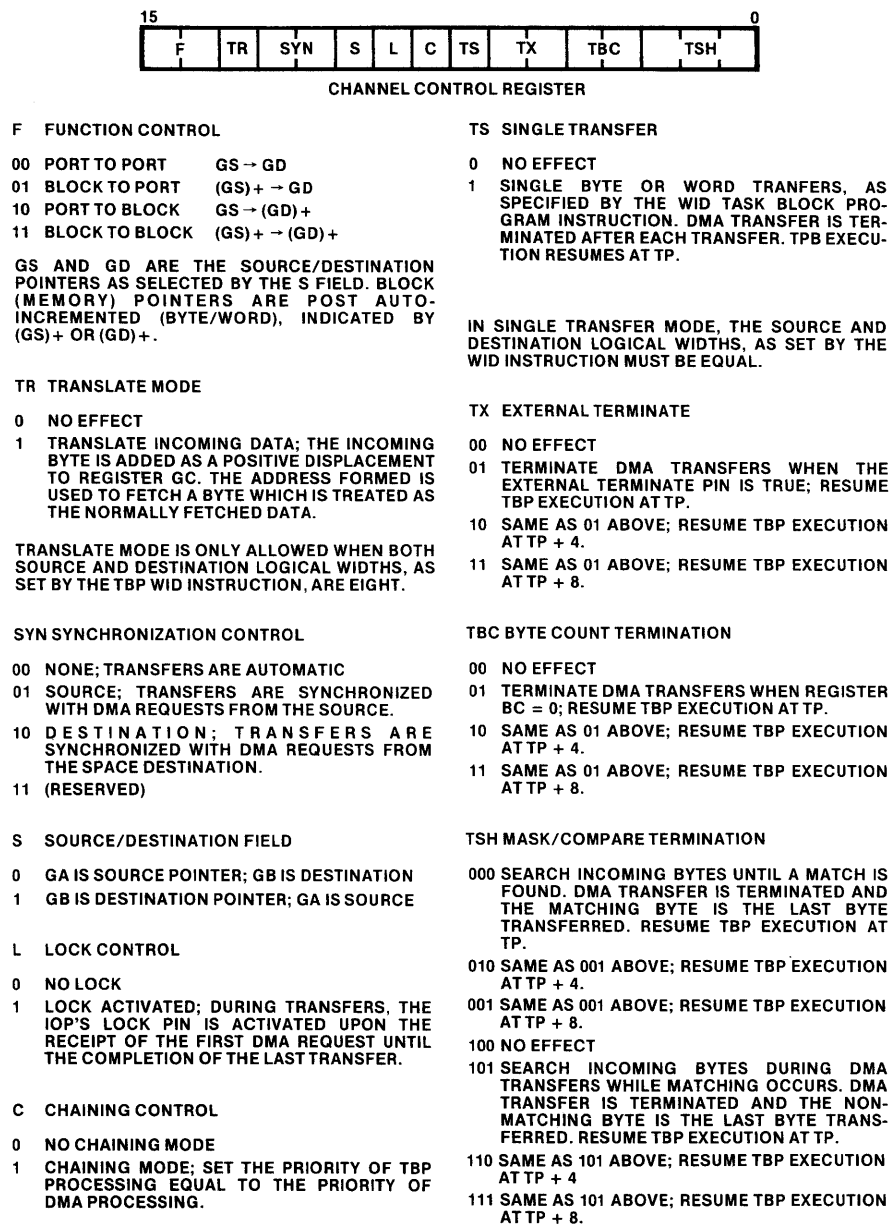 15 0
F TR SYN S L C TS TX TBC TSH
CHANNEL CONTROL REGISTER
F FUNCTION CONTROL
00 PORT TO PORT GS → GD
01 BLOCK TO PORT (GS)+ → GD
10 PORT TO BLOCK GS → (GD)+
11 BLOCK TO BLOCK (GS)+ → (GD)+
GS AND GD ARE THE SOURCE/DESTINATION
POINTERS AS SELECTED BY THE S FIELD. BLOCK
(MEMORY) POINTERS ARE POST AUTO-
INCREMENTED (BYTE/WORD), INDICATED BY
(GS)+ OR (GD)+.
TR TRANSLATE MODE
0 NO EFFECT
1 TRANSLATE INCOMING DATA; THE INCOMING
BYTE IS ADDED AS A POSITIVE DISPLACEMENT
TO REGISTER GC. THE ADDRESS FORMED IS
USED TO FETCH A BYTE WHICH IS TREATED AS
THE NORMALLY FETCHED DATA.
TRANSLATE MODE IS ONLY ALLOWED WHEN BOTH
SOURCE AND DESTINATION LOGICAL WIDTHS, AS
SET BY THE TBP WID INSTRUCTION, ARE EIGHT.
SYN SYNCHRONIZATION CONTROL
00 NONE; TRANSFERS ARE AUTOMATIC
01 SOURCE; TRANSFERS ARE SYNCHRONIZED
WITH DMA REQUESTS FROM THE SOURCE.
10 DESTINATION; TRANSFERS ARE
SYNCHRONIZED WITH DMA REQUESTS FROM
THE SPACE DESTINATION.
11 (RESERVED)
S SOURCE/DESTINATION FIELD
0 GA IS SOURCE POINTER; GB IS DESTINATION
1 GB IS DESTINATION POINTER; GA IS SOURCE
L LOCK CONTROL
0 NO LOCK
1 LOCK ACTIVATED; DURING TRANSFERS, THE
IOP'S LOCK PIN IS ACTIVATED UPON THE
RECEIPT OF THE FIRST DMA REQUEST UNTIL
THE COMPLETION OF THE LAST TRANSFER.
C CHAINING CONTROL
0 NO CHAINING MODE
1 CHAINING MODE; SET THE PRIORITY OF TBP
PROCESSING EQUAL TO THE PRIORITY OF
DMA PROCESSING.
TS SINGLE TRANSFER
0 NO EFFECT
1 SINGLE BYTE OR WORD TRANFERS, AS
SPECIFIED BY THE WID TASK BLOCK PRO-
GRAM INSTRUCTION. DMA TRANSFER IS TER-
MINATED AFTER EACH TRANSFER. TPB EXECU-
TION RESUMES AT TP.
IN SINGLE TRANSFER MODE, THE SOURCE AND
DESTINATION LOGICAL WIDTHS, AS SET BY THE
WID INSTRUCTION MUST BE EQUAL.
TX EXTERNAL TERMINATE
00 NO EFFECT
01 TERMINATE DMA TRANSFERS WHEN THE
EXTERNAL TERMINATE PIN IS TRUE; RESUME
TBP EXECUTION AT TP.
10 SAME AS 01 ABOVE; RESUME TBP EXECUTION
AT TP + 4.
11 SAME AS 01 ABOVE; RESUME TBP EXECUTION
AT TP + 8.
TBC BYTE COUNT TERMINATION
00 NO EFFECT
01 TERMINATE DMA TRANSFERS WHEN REGISTER
BC = 0; RESUME TBP EXECUTION AT TP.
10 SAME AS 01 ABOVE; RESUME TBP EXECUTION
AT TP + 4.
11 SAME AS 01 ABOVE; RESUME TBP EXECUTION
AT TP + 8.
TSH MASK/COMPARE TERMINATION
000 SEARCH INCOMING BYTES UNTIL A MATCH IS
FOUND. DMA TRANSFER IS TERMINATED AND
THE MATCHING BYTE IS THE LAST BYTE
TRANSFERRED. RESUME TBP EXECUTION AT
TP.
010 SAME AS 001 ABOVE; RESUME TBP EXECUTION
AT TP + 4.
001 SAME AS 001 ABOVE; RESUME TBP EXECUTION
AT TP + 8.
100 NO EFFECT
101 SEARCH INCOMING BYTES DURING DMA
TRANSFERS WHILE MATCHING OCCURS. DMA
TRANSFER IS TERMINATED AND THE NON-
MATCHING BYTE IS THE LAST BYTE TRANS-
FERRED. RESUME TBP EXECUTION AT TP.
110 SAME AS 101 ABOVE; RESUME TBP EXECUTION
AT TP + 4
111 SAME AS 101 ABOVE; RESUME TBP EXECUTION
AT TP + 8.